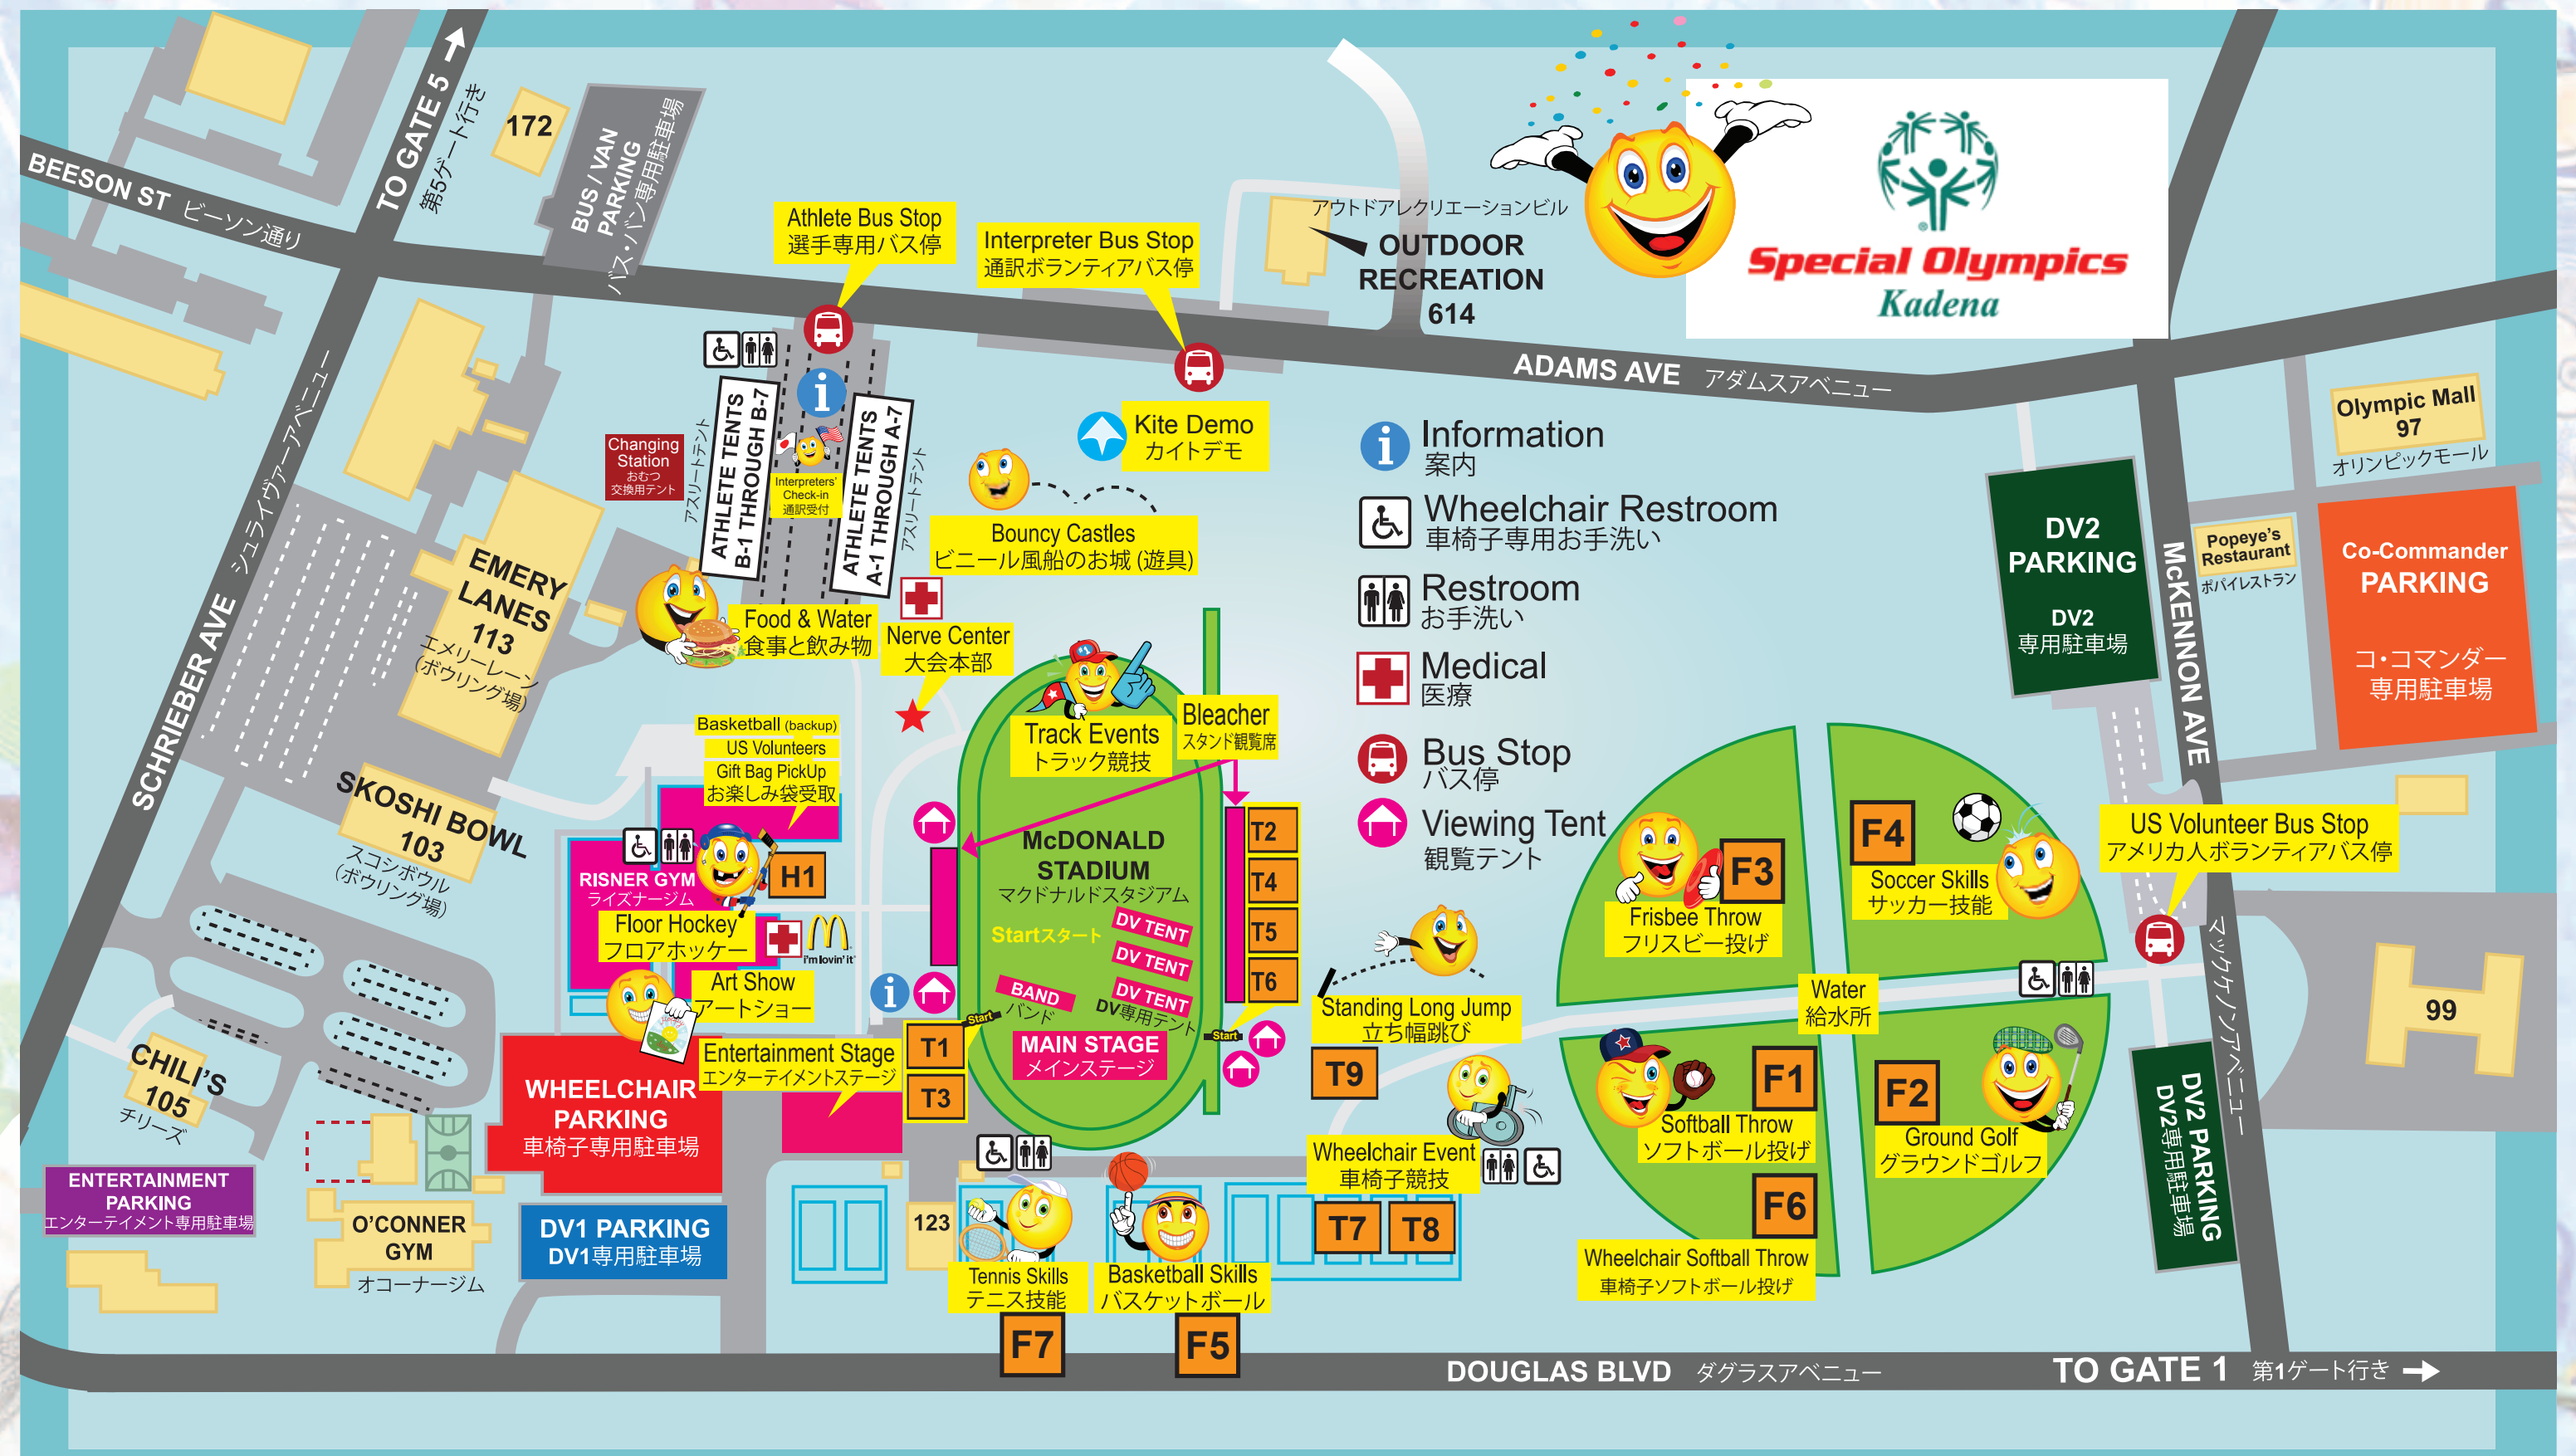 TO GATE 5
第5ゲート行き
172
BUS / VAN
PARKING
バス・バン専用駐車場
BEESON ST ビーソン通り
Athlete Bus Stop
選手専用バス停
Interpreter Bus Stop
通訳ボランティアバス停
アウトドアレクリエーションビル
OUTDOOR
RECREATION
614
Special Olympics
Kadena
ADAMS AVE アダムスアベニュー
SCHRIEBER AVE シュライヴァーアベニュー
Changing
Station
おむつ
交換用テント
アスリートテント
ATHLETE TENTS
B-1 THROUGH B-7
Interpreters'
Check-in
通訳受付
ATHLETE TENTS
A-1 THROUGH A-7
アスリートテント
Kite Demo
カイトデモ
Bouncy Castles
ビニール風船のお城 (遊具)
i Information
案内
Wheelchair Restroom
車椅子専用お手洗い
Restroom
お手洗い
Medical
医療
Bus Stop
バス停
Viewing Tent
観覧テント
Olympic Mall
97
オリンピックモール
DV2
PARKING
DV2
専用駐車場
McKENNON AVE マッケノンアベニュー
Popeye's
Restaurant
ポパイレストラン
Co-Commander
PARKING
コ・コマンダー
専用駐車場
EMERY
LANES
113
エメリーレーン
(ボウリング場)
Food & Water
食事と飲み物
Nerve Center
大会本部
#1
Track Events
トラック競技
Bleacher
スタンド観覧席
Basketball (backup)
US Volunteers
Gift Bag PickUp
お楽しみ袋受取
SKOSHI BOWL
103
スコシボウル
(ボウリング場)
RISNER GYM
ライズナージム
H1
Floor Hockey
フロアホッケー
i'm lovin' it
Art Show
アートショー
McDONALD
STADIUM
マクドナルドスタジアム
Startスタート
DV TENT
DV TENT
DV TENT
DV専用テント
BAND
バンド
MAIN STAGE
メインステージ
Start
Start
T2
T4
T5
T6
T1
T3
Entertainment Stage
エンターテイメントステージ
Standing Long Jump
立ち幅跳び
T9
Wheelchair Event
車椅子競技
T7
T8
F3
Frisbee Throw
フリスビー投げ
F4
Soccer Skills
サッカー技能
US Volunteer Bus Stop
アメリカ人ボランティアバス停
Water
給水所
F1
Softball Throw
ソフトボール投げ
F2
Ground Golf
グラウンドゴルフ
F6
Wheelchair Softball Throw
車椅子ソフトボール投げ
99
DV2 PARKING
DV2専用駐車場
CHILI'S
105
チリーズ
WHEELCHAIR
PARKING
車椅子専用駐車場
ENTERTAINMENT
PARKING
エンターテイメント専用駐車場
O'CONNER
GYM
オコーナージム
DV1 PARKING
DV1専用駐車場
123
Tennis Skills
テニス技能
F7
Basketball Skills
バスケットボール
F5
DOUGLAS BLVD ダグラスアベニュー
TO GATE 1 第1ゲート行き